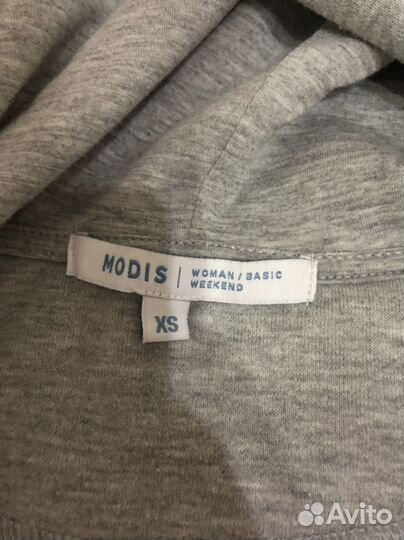 MODIS | WOMAN / BASIC
WEEKEND
XS
Avito